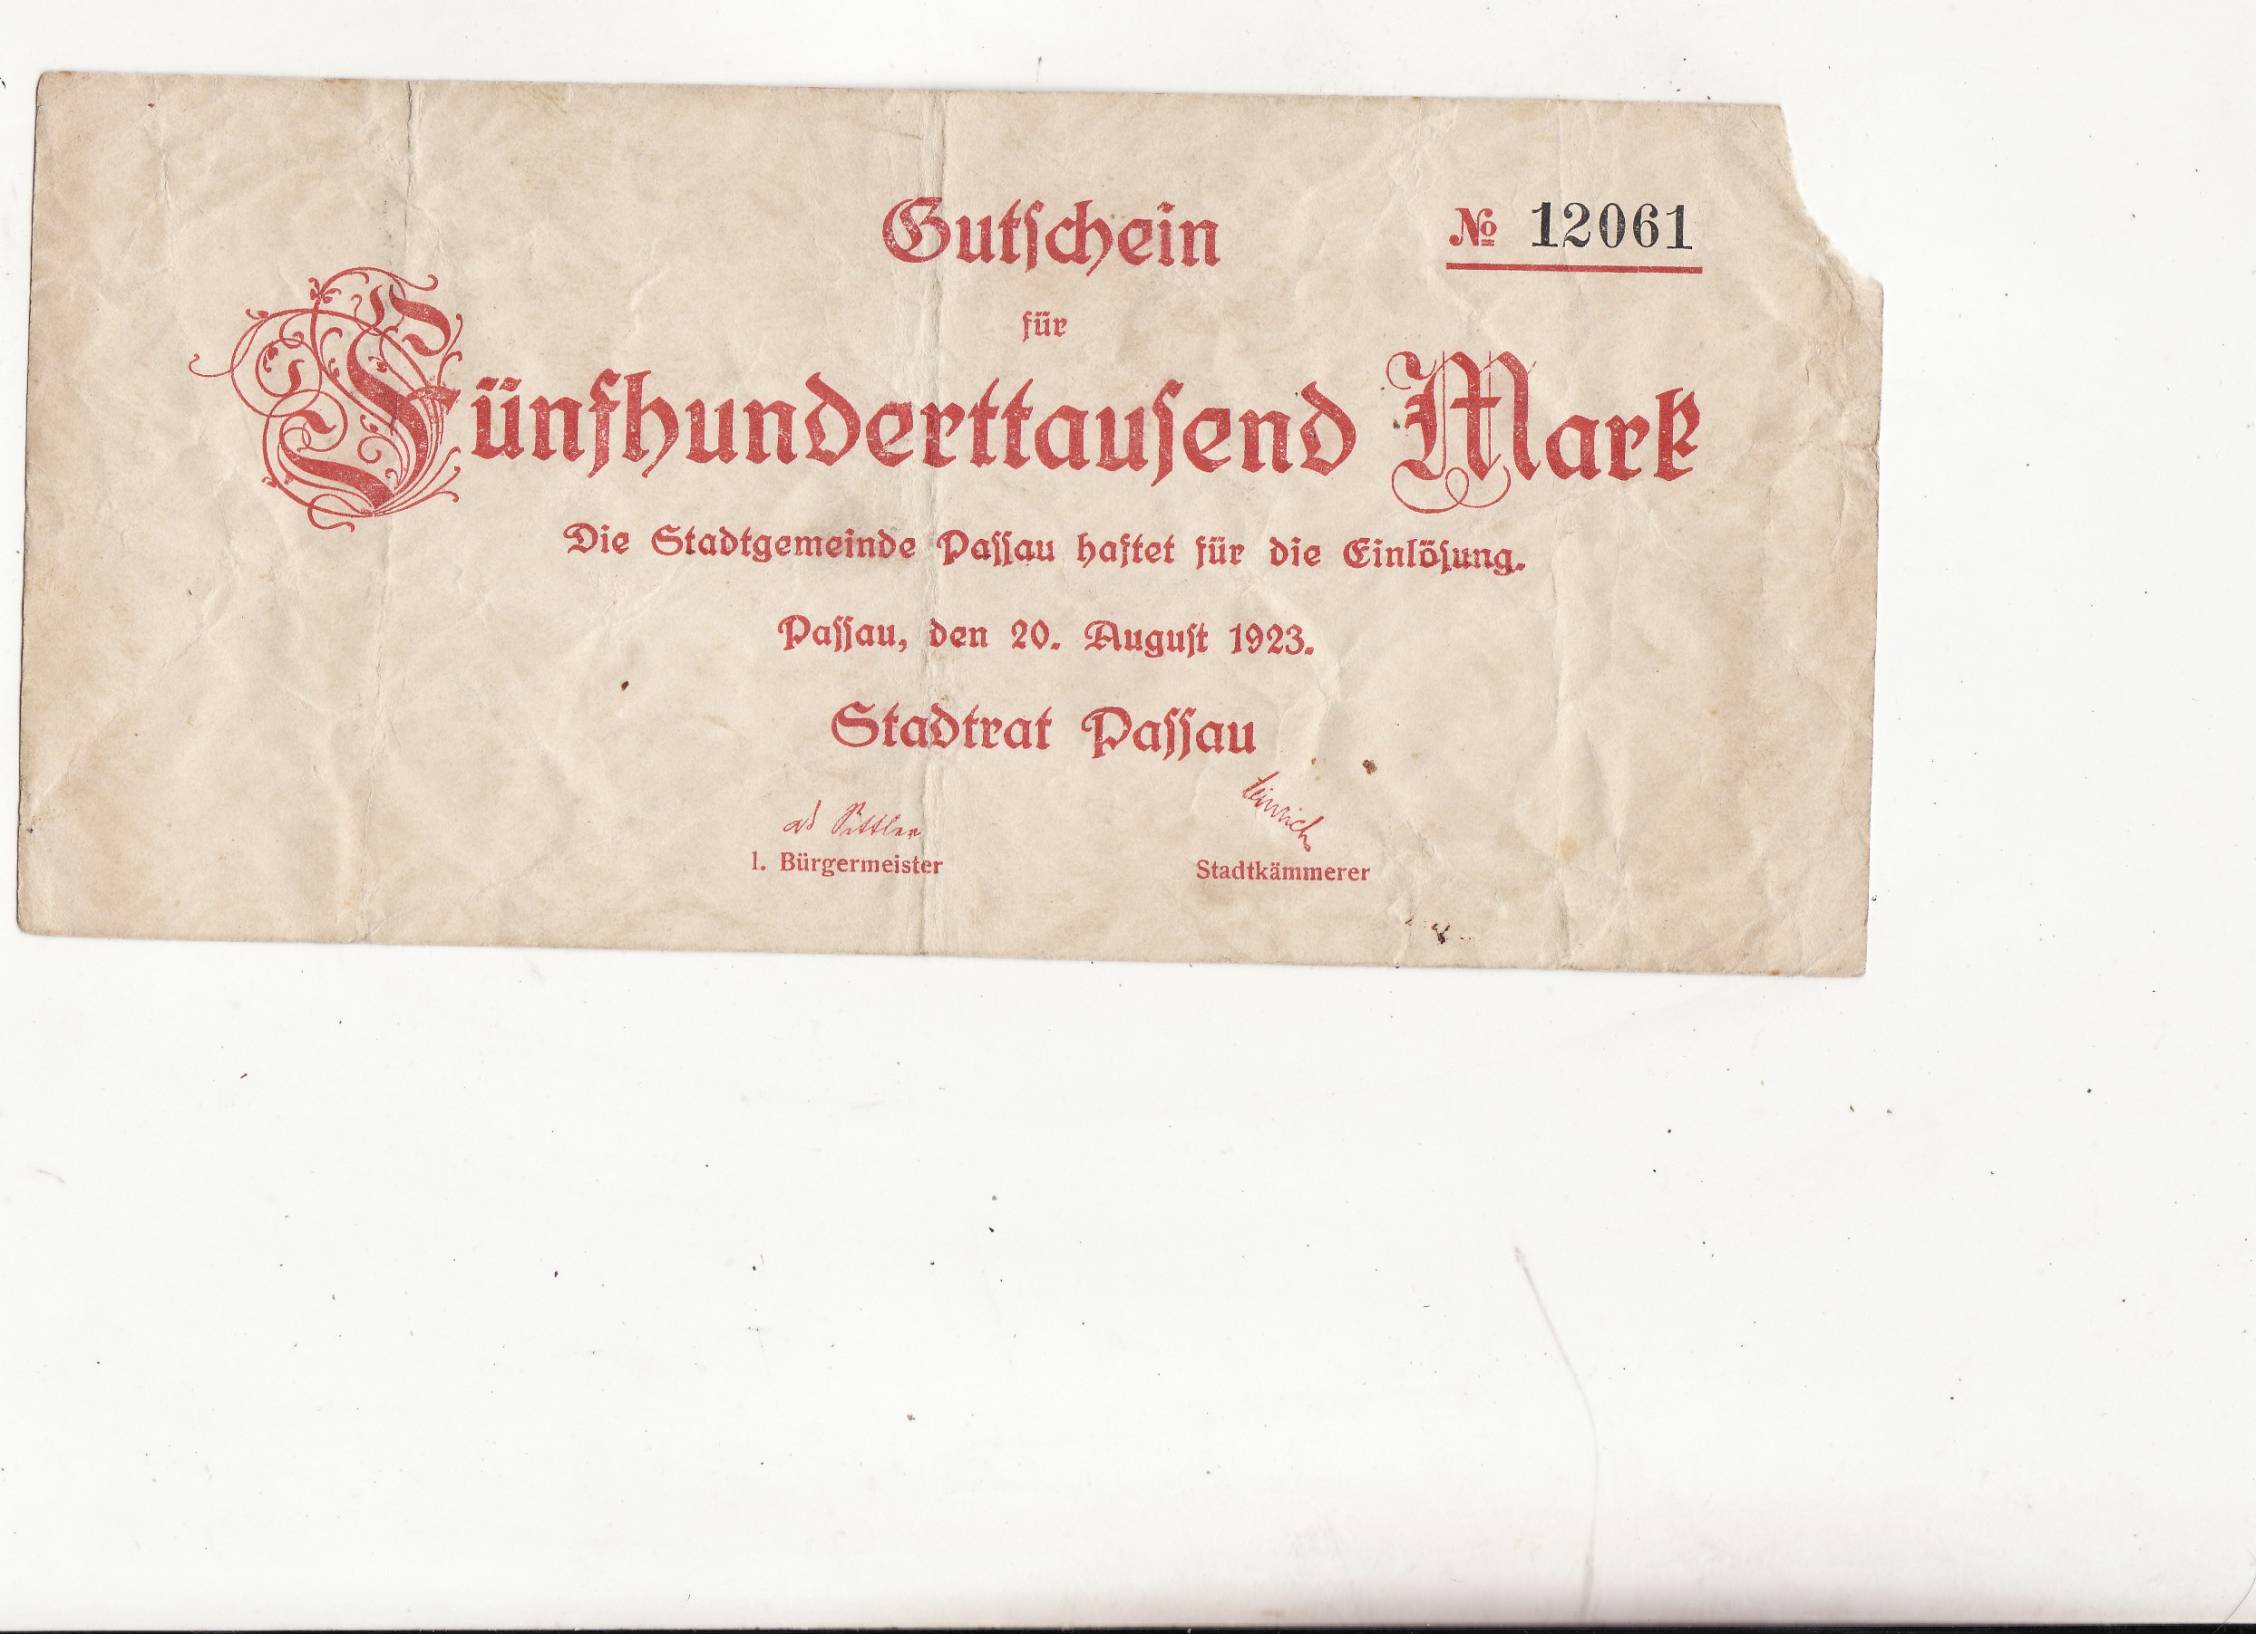 Gutschein
№ 12061
für
Fünfhunderttausend Mark
Die Stadtgemeinde Passau haftet für die Einlösung.
Passau, den 20. August 1923.
Stadtrat Passau
1. Bürgermeister
Stadtkämmerer